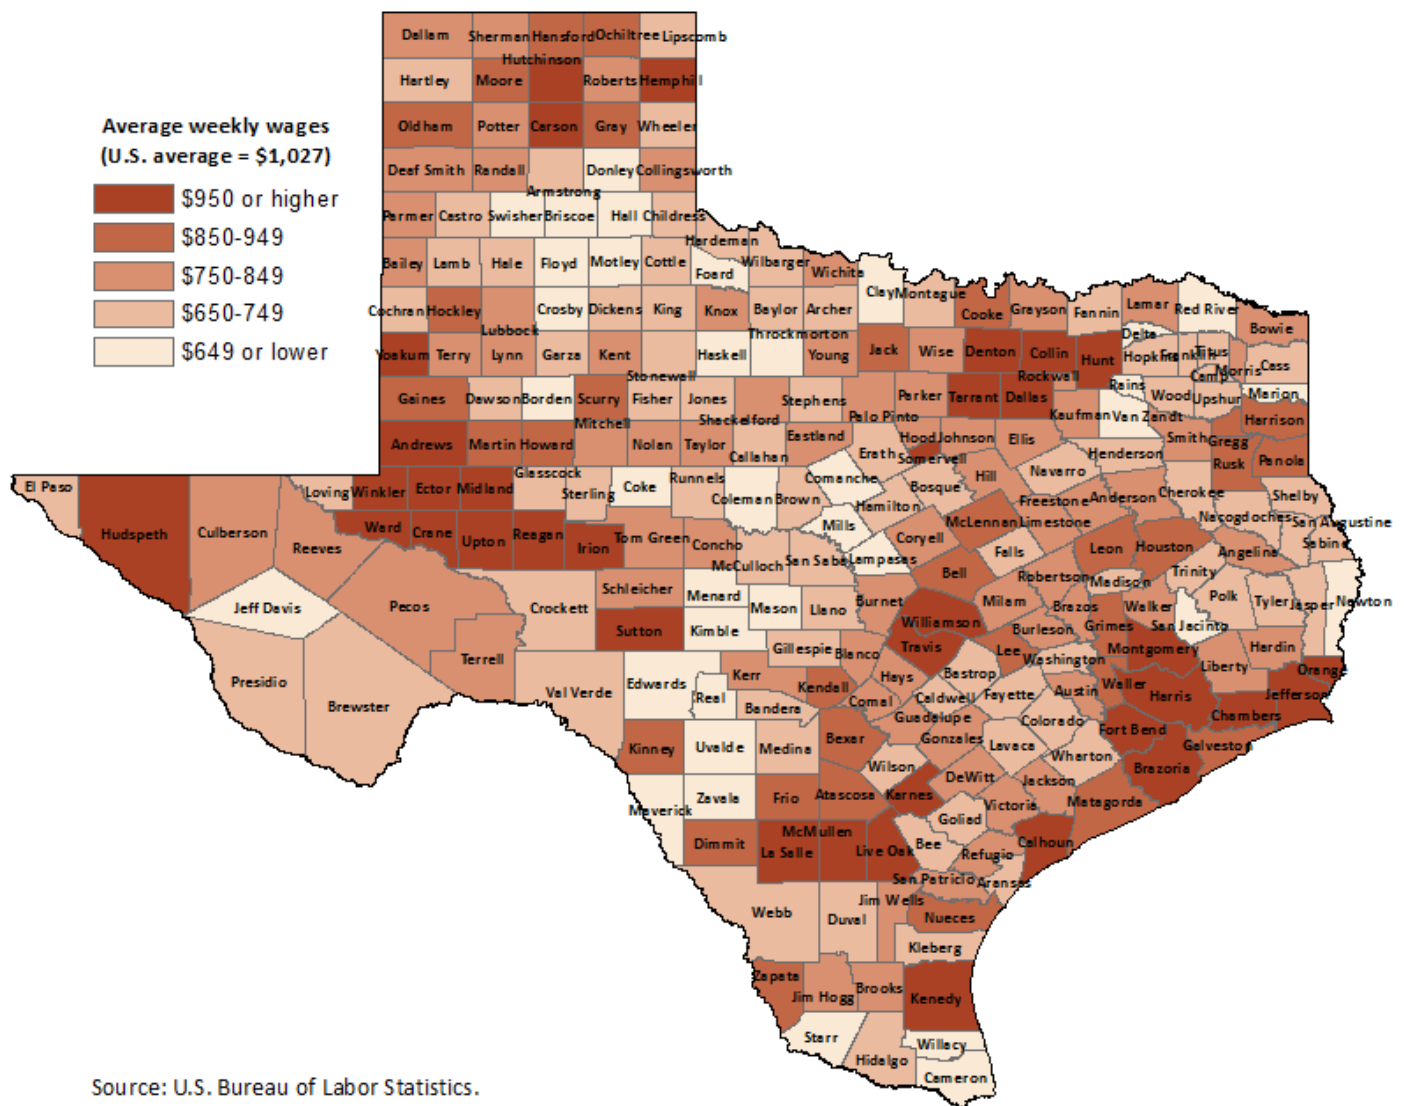 Dallam Sherman Hansford Ochiltree Lipscomb
Hutchinson
Hartley Moore Roberts Hemphill
Average weekly wages
(U.S. average = $1,027)
$950 or higher
$850-949
$750-849
$650-749
$649 or lower
Oldham Potter Carson Gray Wheeler
Deaf Smith Randall Donley Collingsworth
Armstrong
Parmer Castro Swisher Briscoe Hall Childress
Hardeman
Bailey Lamb Hale Floyd Motley Cottle Foard Wilbarger Wichita
Clay Montague
Cochran Hockley Crosby Dickens King Knox Baylor Archer Cooke Grayson Fannin Lamar Red River Bowie
Lubbock Throckmorton Delta
Yoakum Terry Lynn Garza Kent Haskell Young Jack Wise Denton Collin Hunt Hopkins Franklin Titus Cass
Stonewall Rockwall Camp Morris
Gaines Dawson Borden Scurry Fisher Jones Stephens Parker Tarrant Dallas Rains Wood Upshur Marion
Mitchell Shackelford Palo Pinto Kaufman Van Zandt Harrison
Andrews Martin Howard Nolan Taylor Callahan Eastland Hood Johnson Ellis Smith Gregg
Erath Somervell Henderson Rusk Panola
El Paso Loving Winkler Ector Midland Glasscock Sterling Coke Runnels Coleman Brown Comanche Bosque Hill Navarro Freestone Anderson Cherokee Shelby
Hamilton Nacogdoches San Augustine
Hudspeth Culberson Ward Crane Upton Reagan Irion Tom Green Concho Mills Coryell McLennan Limestone Leon Houston Angelina Sabine
Reeves McCulloch San Saba Lampasas Falls Trinity
Jeff Davis Pecos Crockett Schleicher Menard Mason Llano Burnet Bell Milam Robertson Madison Polk Tyler Jasper Newton
Brazos Walker San Jacinto
Sutton Kimble Williamson Burleson Grimes
Terrell Gillespie Blanco Travis Lee Washington Montgomery Liberty Hardin Orange
Presidio Brewster Val Verde Edwards Real Kerr Bandera Kendall Hays Bastrop Caldwell Fayette Austin Waller Harris Jefferson
Comal Guadalupe Colorado Chambers
Kinney Uvalde Medina Bexar Gonzales Lavaca Fort Bend Galveston
Wilson Wharton Brazoria
Maverick Zavala Frio Atascosa Karnes DeWitt Jackson Matagorda
Victoria
Goliad
Dimmit La Salle McMullen Live Oak Bee Refugio Calhoun
San Patricio Aransas
Webb Duval Jim Wells Nueces
Kleberg
Zapata Jim Hogg Brooks Kenedy
Starr Hidalgo Willacy
Cameron
Source: U.S. Bureau of Labor Statistics.